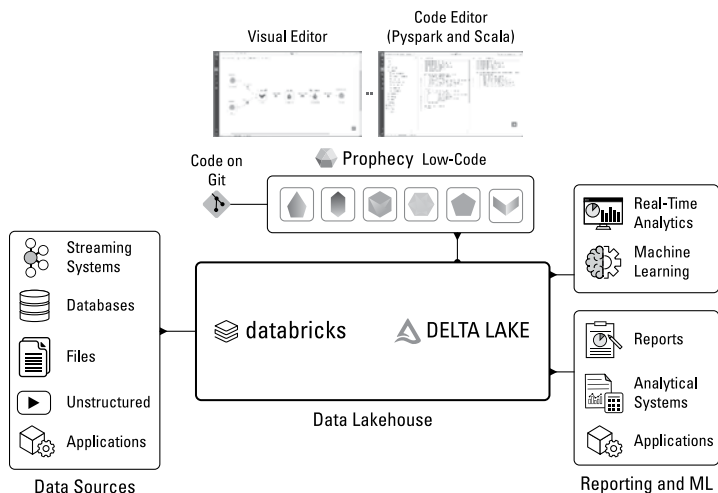 Visual Editor
Code Editor
(Pyspark and Scala)
Code on
Git
Prophecy Low-Code
Streaming
Systems
Databases
Files
Unstructured
Applications
Data Sources
databricks
DELTA LAKE
Data Lakehouse
Real-Time
Analytics
Machine
Learning
Reports
Analytical
Systems
Applications
Reporting and ML